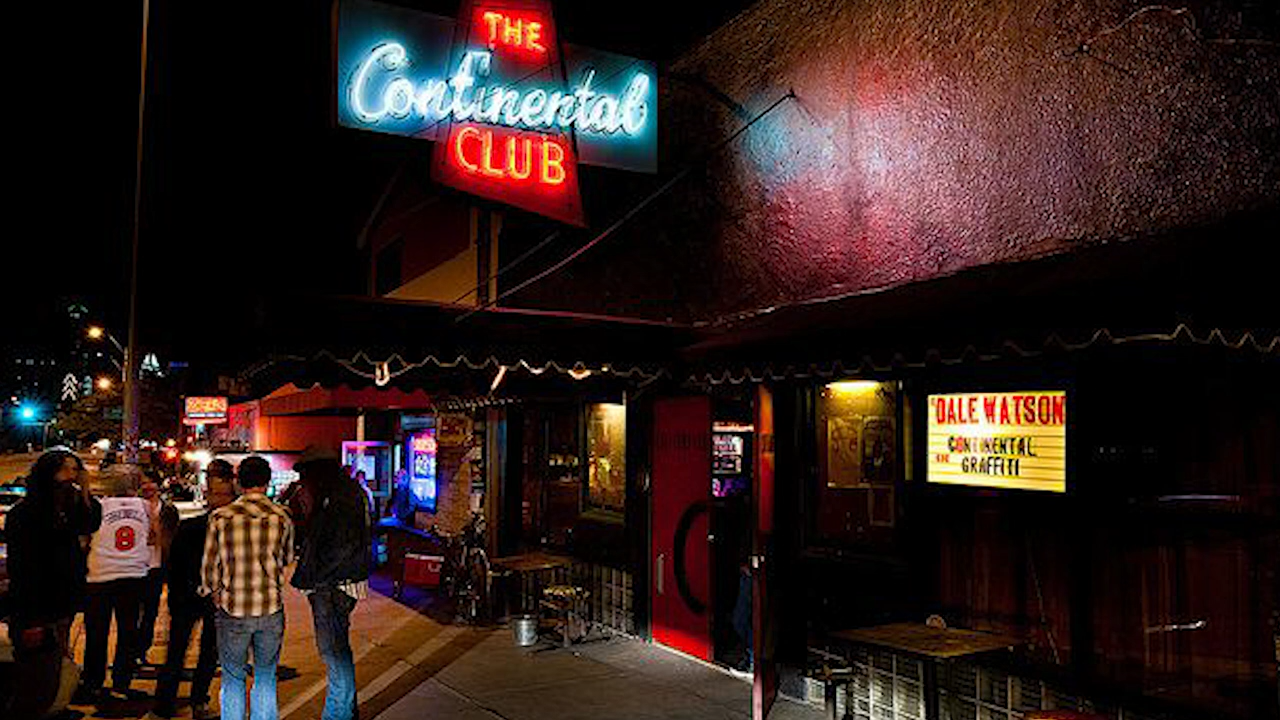 THE
Continental
CLUB
DALE WATSON
CONTINENTAL
GRAFFITI
8